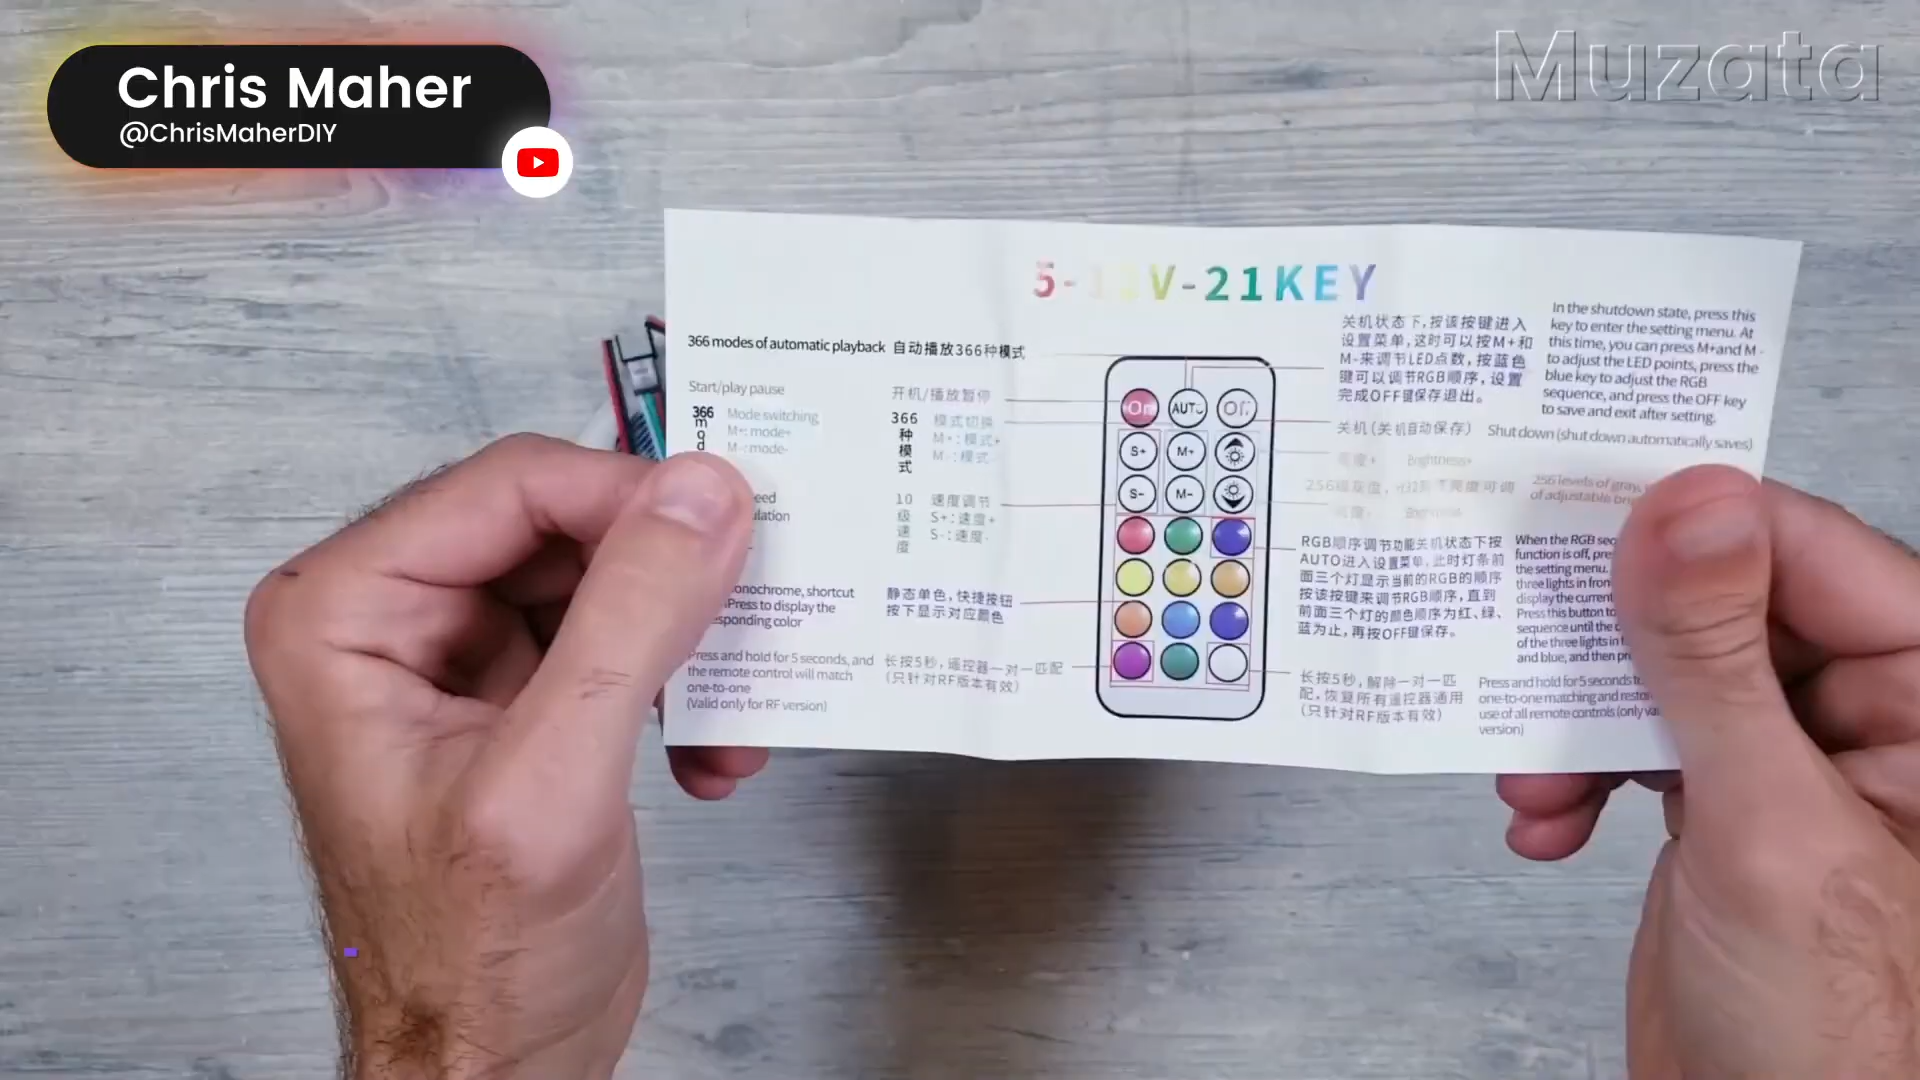 Chris Maher
@ChrisMaherDIY
Muzata
5-12V-21KEY
366 modes of automatic playback 自动播放366种模式
Start/play pause
开机/播放暂停
366
mod
Mode switching
M+: mode+
M-: mode-
366
种
模
式
模式切换
M+:模式+
M-:模式-
10
级
速
度
速度调节
S+:速度+
S-:速度-
onochrome, shortcut
Press to display the
color
静态单色,快捷按钮
按下显示对应颜色
Press and hold for 5 seconds, and
the remote control will match
one-to-one
(Valid only for RF version)
长按5秒,遥控器一对一匹配
(只针对RF版本有效)
On AUTO Off
S+ M+
S- M-
关机状态下,按该按键进入
设置菜单,这时可以按M+和
M-来调节LED点数,按蓝色
键可以调节RGB顺序,设置
完成OFF键保存退出。
In the shutdown state, press this
key to enter the setting menu. At
this time, you can press M+and M-
to adjust the LED points, press the
blue key to adjust the RGB
sequence, and press the OFF key
to save and exit after setting.
关机(关机自动保存)
Shut down (shut down automatically saves)
亮度+
Brightness+
256 levels of gray,
of adjustable
RGB顺序调节功能关机状态下按
AUTO进入设置菜单,此时灯条前
面三个灯显示当前的RGB的顺序
按该按键来调节RGB顺序,直到
前面三个灯的颜色顺序为红、绿、
蓝为止,再按OFF键保存。
When the RGB
function is off,
the setting menu.
three lights in
display the current
Press this button to
sequence until the
of the three lights in
and blue, and then
长按5秒,解除一对一匹
配,恢复所有遥控器通用
(只针对RF版本有效)
Press and hold for 5 seconds
one-to-one matching and
use of all remote controls (only
version)